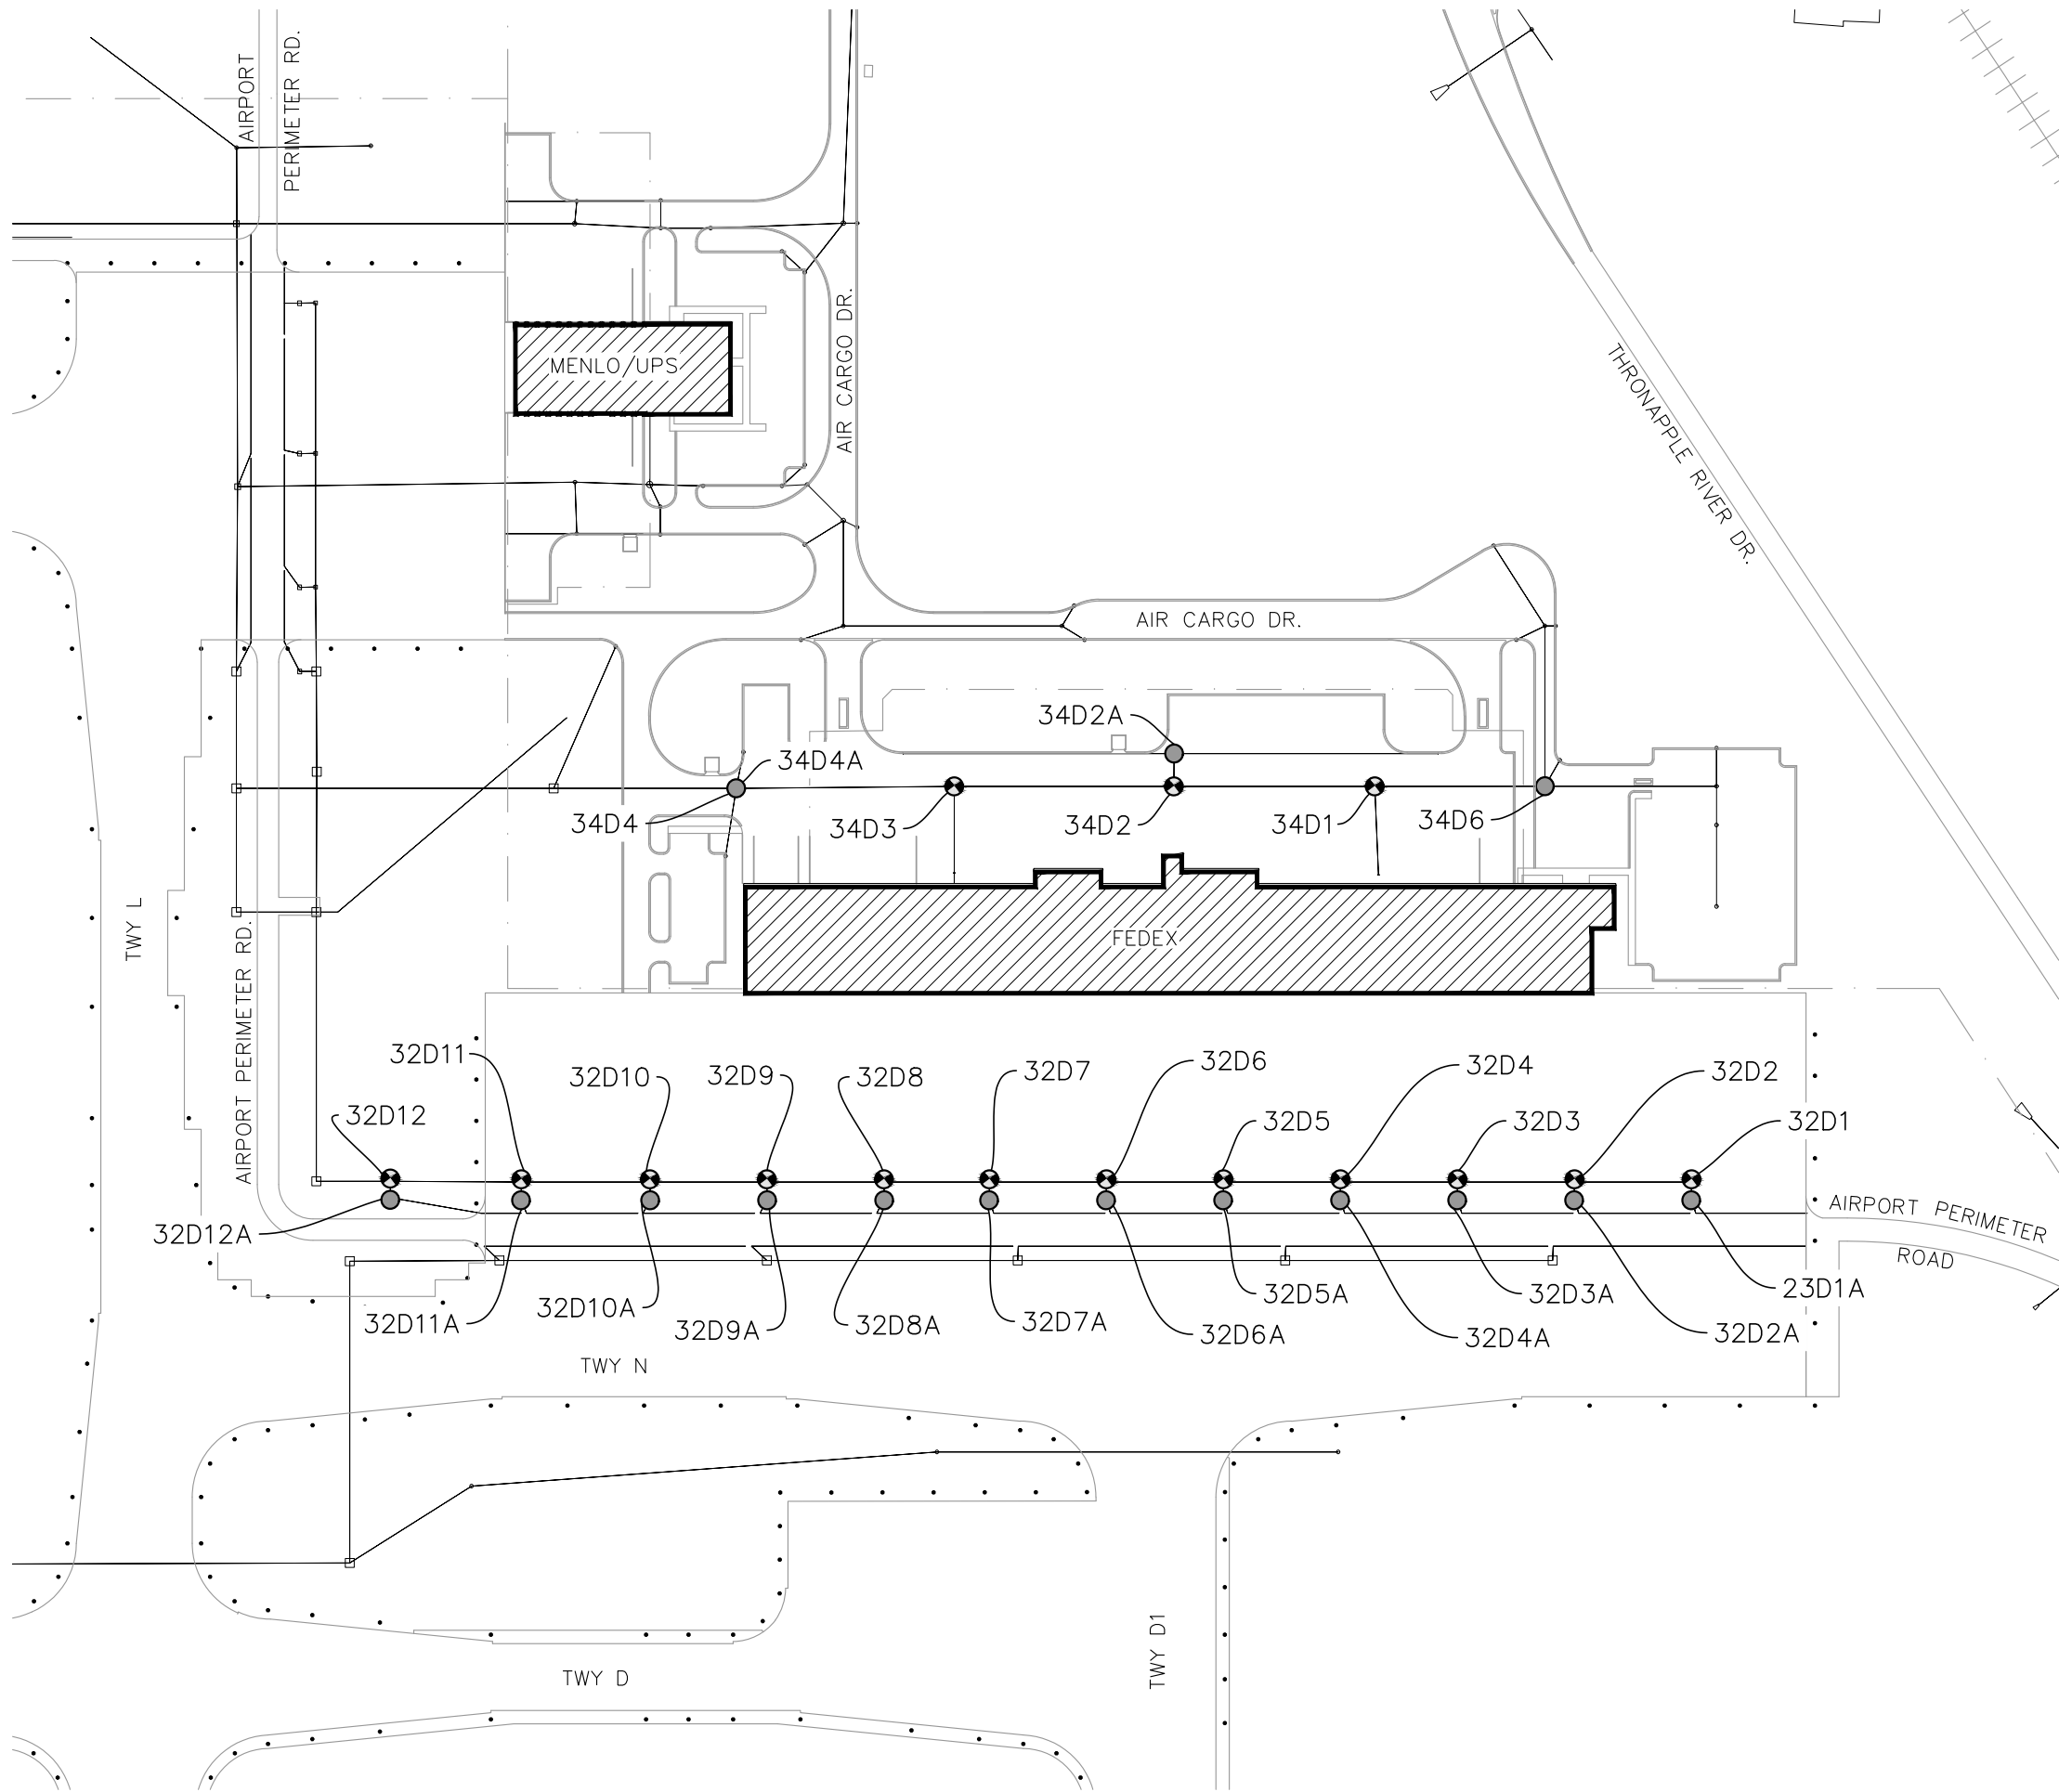 AIRPORT
PERIMETER RD.
MENLO/UPS
AIR CARGO DR.
THRONAPPLE RIVER DR.
AIR CARGO DR.
34D2A
34D4A
34D4
34D3
34D2
34D1
34D6
TWY L
AIRPORT PERIMETER RD.
FEDEX
32D11
32D10
32D9
32D8
32D7
32D6
32D4
32D2
32D12
32D5
32D3
32D1
AIRPORT PERIMETER
ROAD
32D12A
32D11A
32D10A
32D9A
32D8A
32D7A
32D6A
32D5A
32D4A
32D3A
32D2A
23D1A
TWY N
TWY D1
TWY D